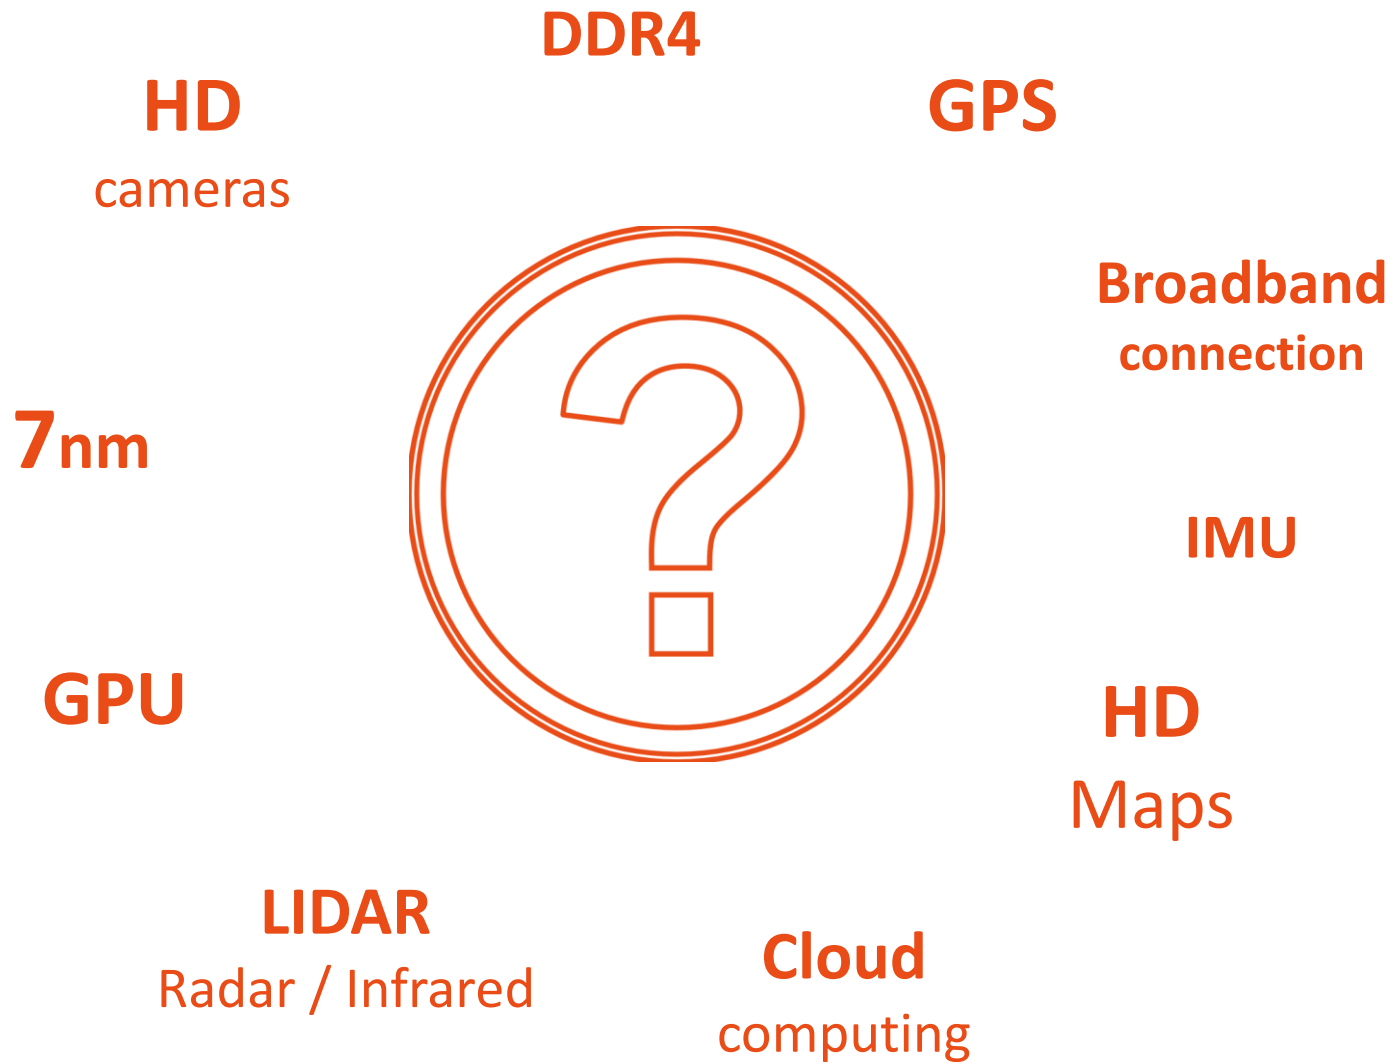 DDR4
HD
cameras
GPS
Broadband
connection
7nm
?
IMU
GPU
HD
Maps
LIDAR
Radar / Infrared
Cloud
computing